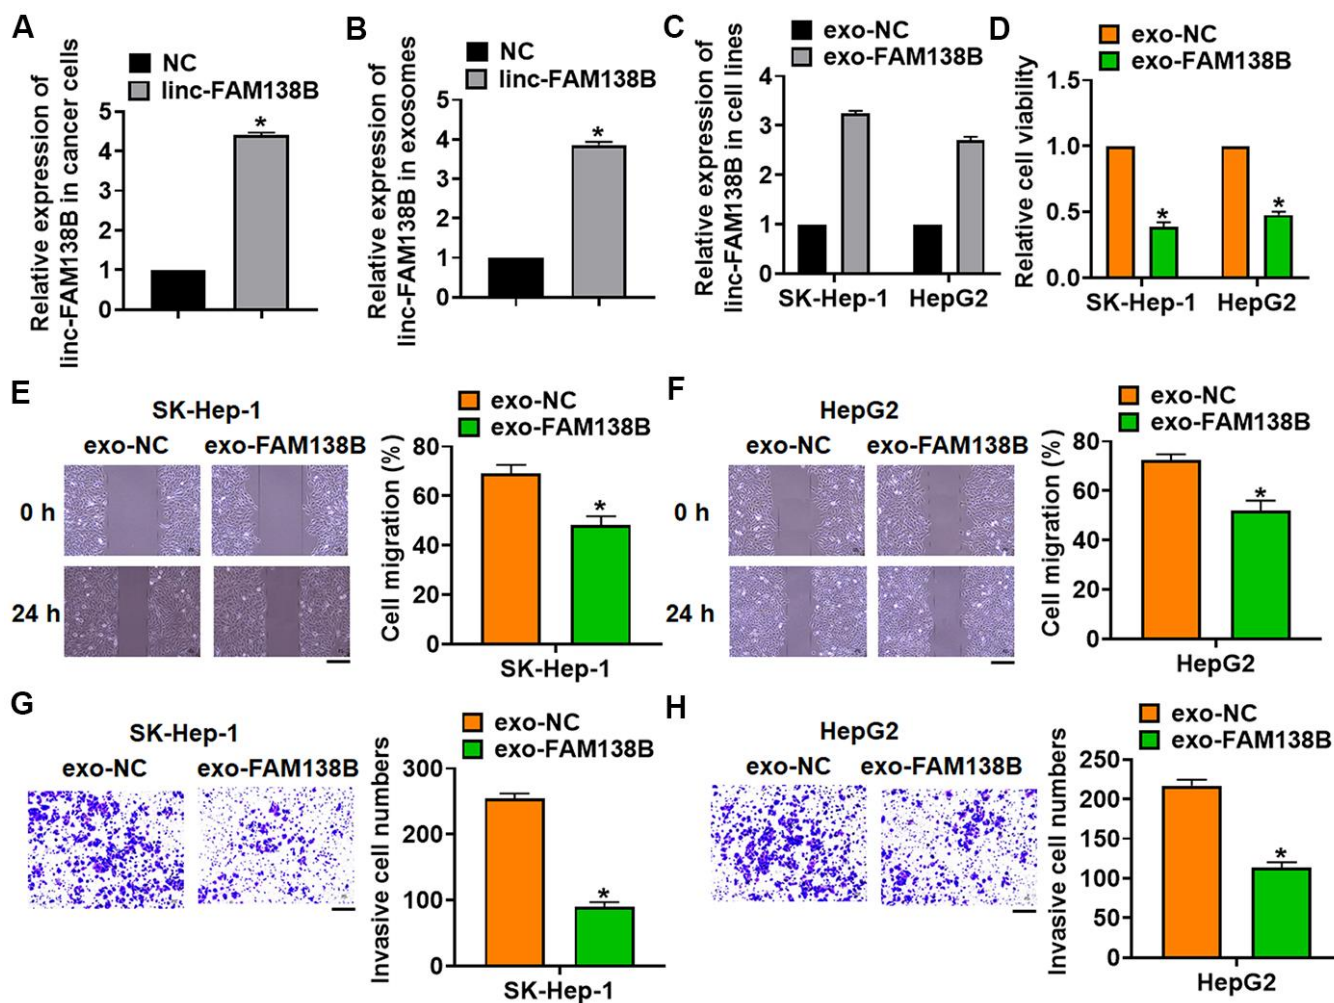 A
NC
linc-FAM138B
Relative expression of
linc-FAM138B in cancer cells
5
4
3
2
1
0
*
B
NC
linc-FAM138B
Relative expression of
linc-FAM138B in exosomes
5
4
3
2
1
0
*
C
exo-NC
exo-FAM138B
Relative expression of
linc-FAM138B in cell lines
4
3
2
1
0
SK-Hep-1 HepG2
D
exo-NC
exo-FAM138B
Relative cell viability
1.5
1.0
0.5
0.0
* *
SK-Hep-1 HepG2
E
SK-Hep-1
exo-NC exo-FAM138B
0 h
24 h
exo-NC
exo-FAM138B
Cell migration (%)
80
60
40
20
0
*
SK-Hep-1
F
HepG2
exo-NC exo-FAM138B
0 h
24 h
exo-NC
exo-FAM138B
Cell migration (%)
80
60
40
20
0
*
HepG2
G
SK-Hep-1
exo-NC exo-FAM138B
exo-NC
exo-FAM138B
Invasive cell numbers
300
200
100
0
*
SK-Hep-1
H
HepG2
exo-NC exo-FAM138B
exo-NC
exo-FAM138B
Invasive cell numbers
250
200
150
100
50
0
*
HepG2